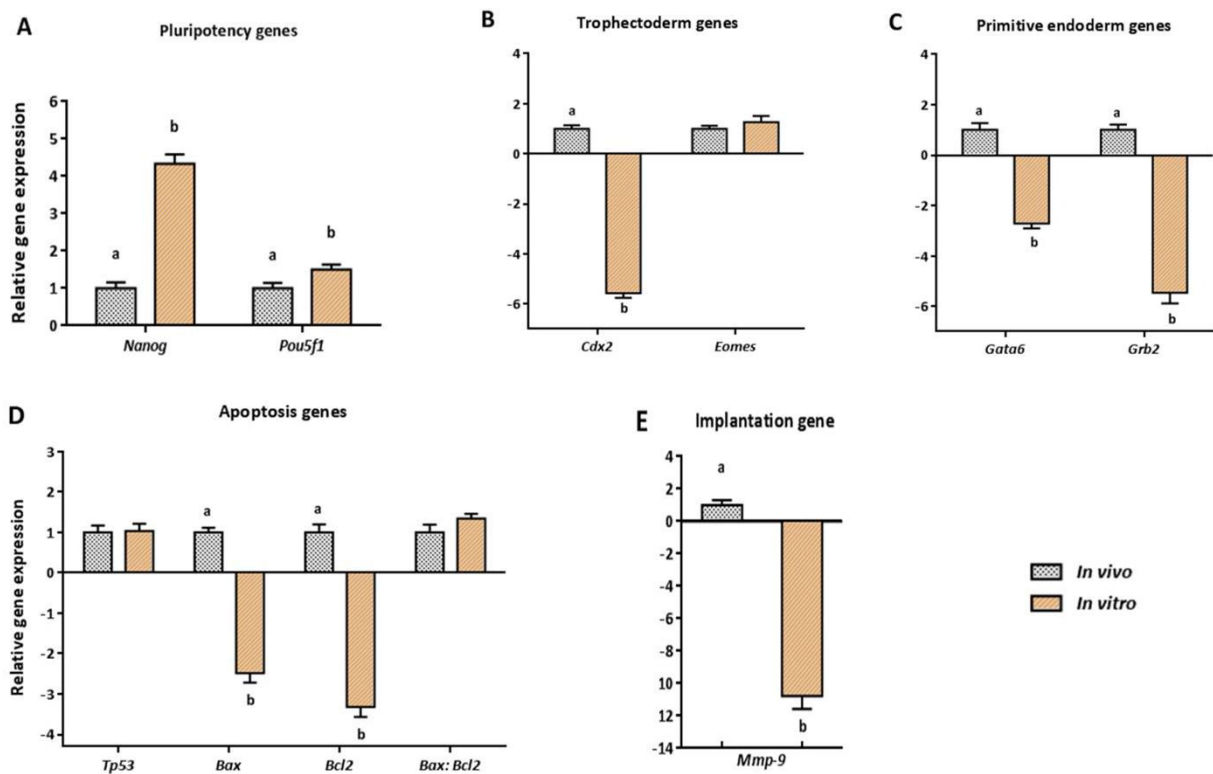 A
Pluripotency genes
Relative gene expression
6
5
4
3
2
1
0
a
b
a
b
Nanog
Pou5f1
B
Trophectoderm genes
4
2
0
-2
-4
-6
a
b
Cdx2
Eomes
C
Primitive endoderm genes
4
2
0
-2
-4
-6
a
b
a
b
Gata6
Grb2
D
Apoptosis genes
Relative gene expression
3
2
1
0
-1
-2
-3
-4
a
b
a
b
Tp53
Bax
Bcl2
Bax: Bcl2
E
Implantation gene
4
2
0
-2
-4
-6
-8
10
12
-14
a
b
Mmp-9
In vivo
In vitro